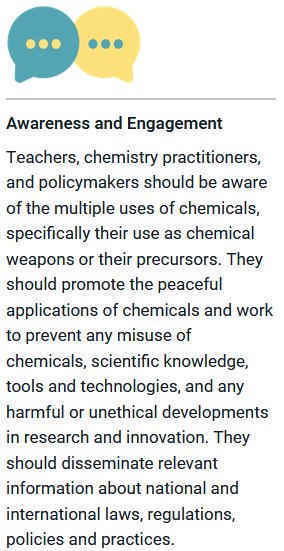 Awareness and Engagement
Teachers, chemistry practitioners,
and policymakers should be aware
of the multiple uses of chemicals,
specifically their use as chemical
weapons or their precursors. They
should promote the peaceful
applications of chemicals and work
to prevent any misuse of
chemicals, scientific knowledge,
tools and technologies, and any
harmful or unethical developments
in research and innovation. They
should disseminate relevant
information about national and
international laws, regulations,
policies and practices.